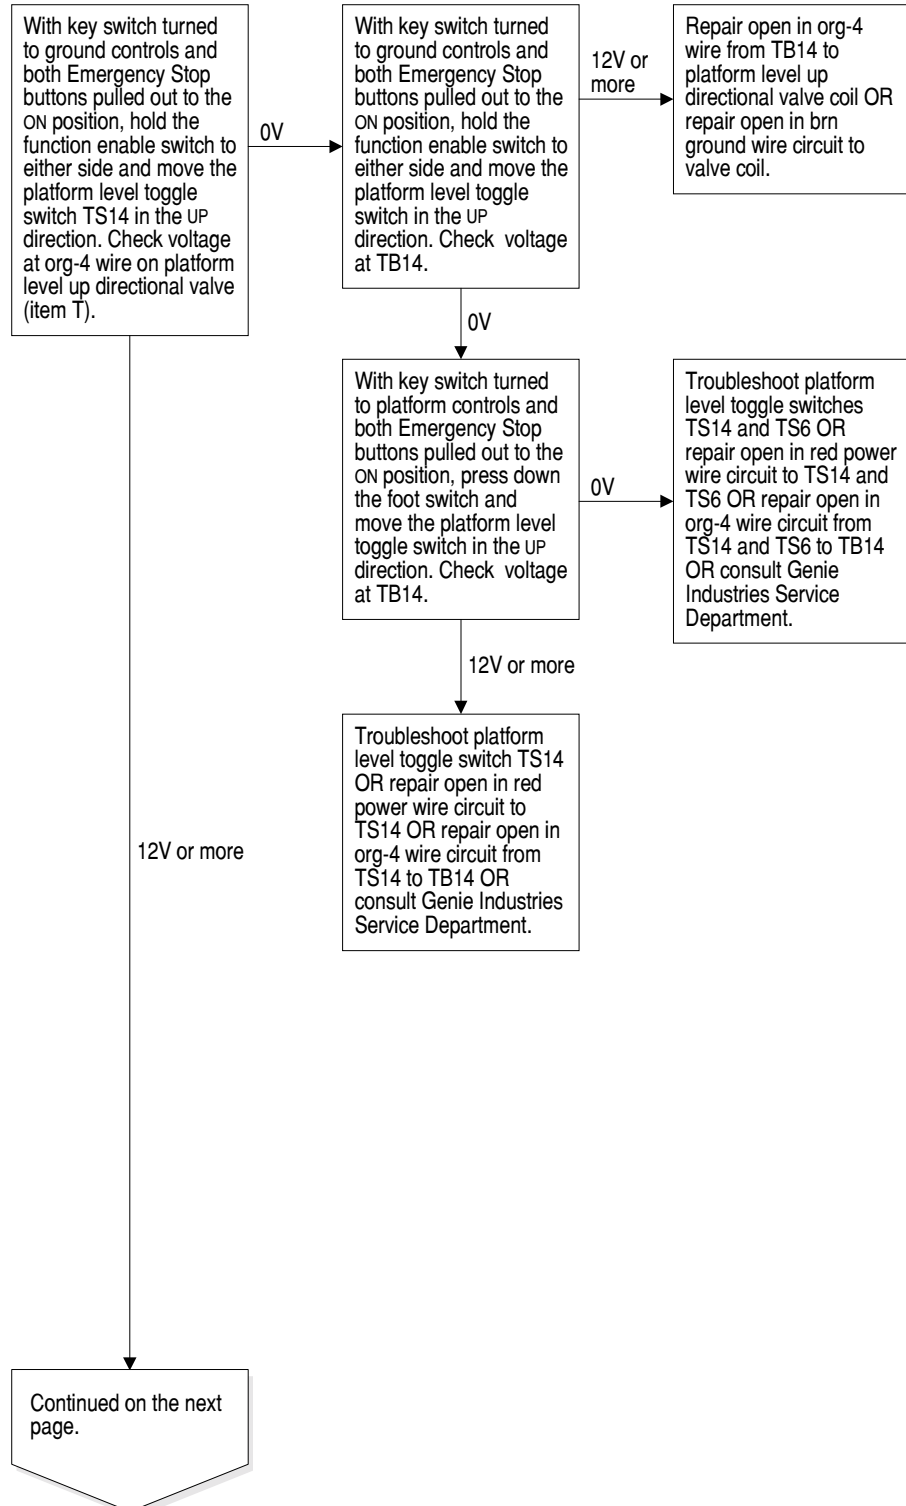 With key switch turned
to ground controls and
both Emergency Stop
buttons pulled out to the
ON position, hold the
function enable switch to
either side and move the
platform level toggle
switch TS14 in the UP
direction. Check voltage
at org-4 wire on platform
level up directional valve
(item T).
0V
With key switch turned
to ground controls and
both Emergency Stop
buttons pulled out to the
ON position, hold the
function enable switch to
either side and move the
platform level toggle
switch in the UP
direction. Check voltage
at TB14.
12V or
more
Repair open in org-4
wire from TB14 to
platform level up
directional valve coil OR
repair open in brn
ground wire circuit to
valve coil.
0V
With key switch turned
to platform controls and
both Emergency Stop
buttons pulled out to the
ON position, press down
the foot switch and
move the platform level
toggle switch in the UP
direction. Check voltage
at TB14.
0V
Troubleshoot platform
level toggle switches
TS14 and TS6 OR
repair open in red power
wire circuit to TS14 and
TS6 OR repair open in
org-4 wire circuit from
TS14 and TS6 to TB14
OR consult Genie
Industries Service
Department.
12V or more
Troubleshoot platform
level toggle switch TS14
OR repair open in red
power wire circuit to
TS14 OR repair open in
org-4 wire circuit from
TS14 to TB14 OR
consult Genie Industries
Service Department.
12V or more
Continued on the next
page.